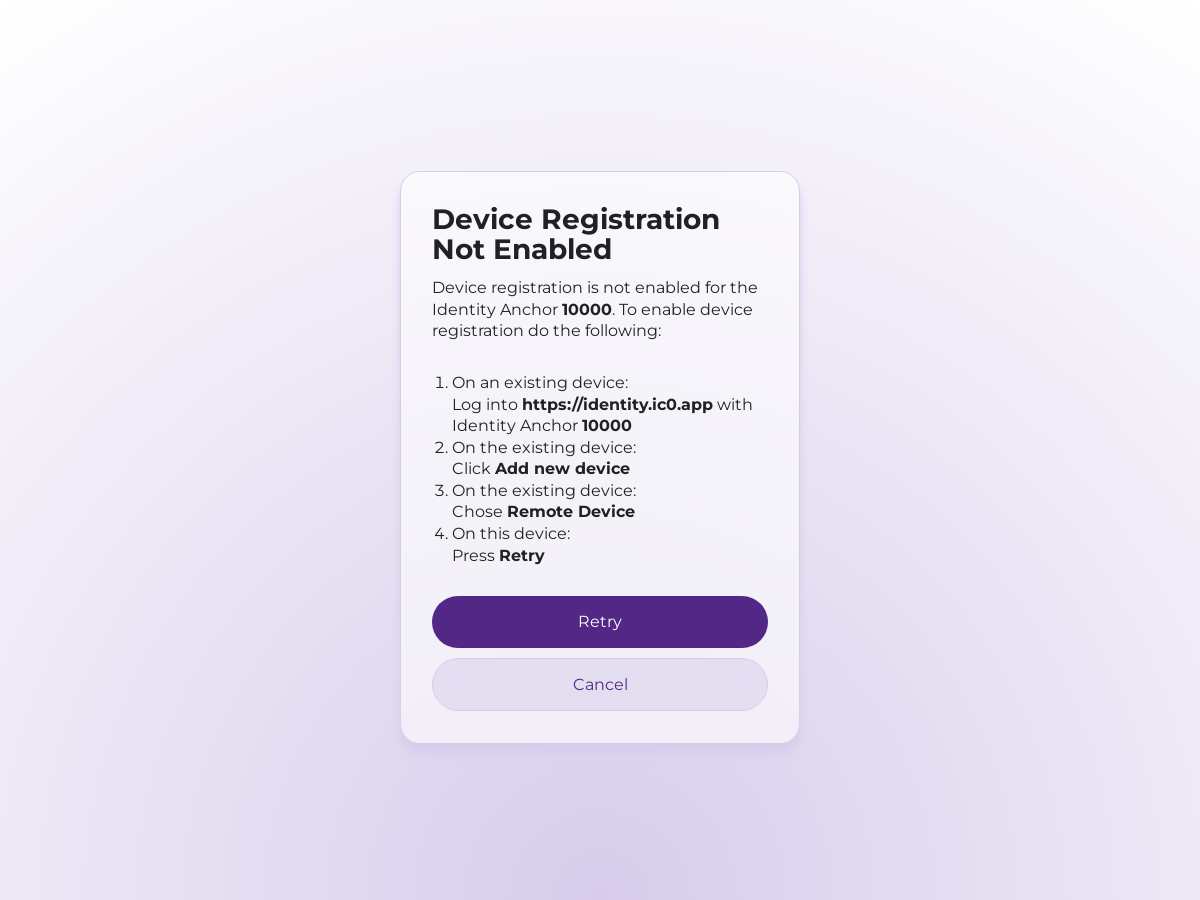 Device Registration
Not Enabled
Device registration is not enabled for the
Identity Anchor 10000. To enable device
registration do the following:
1. On an existing device:
Log into https://identity.ic0.app with
Identity Anchor 10000
2. On the existing device:
Click Add new device
3. On the existing device:
Chose Remote Device
4. On this device:
Press Retry
Retry
Cancel